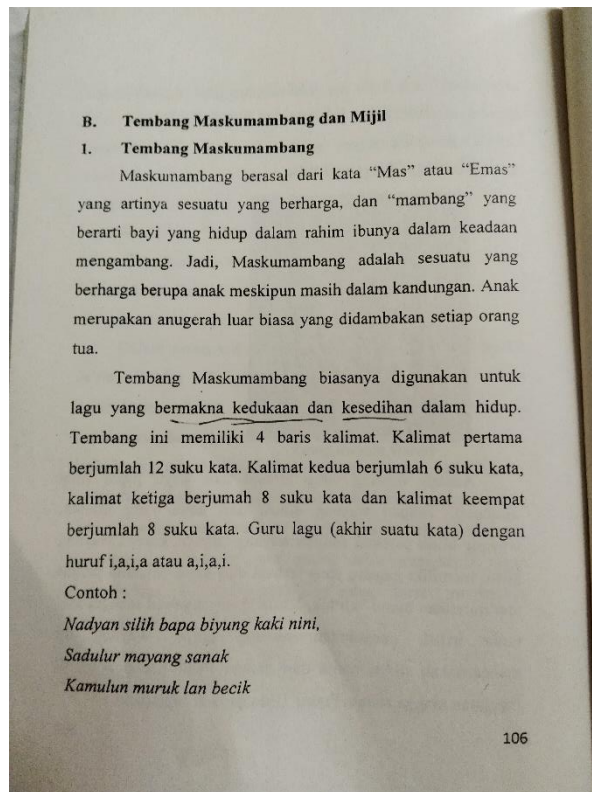 B. Tembang Maskumambang dan Mijil
1. Tembang Maskumambang
Maskumambang berasal dari kata “Mas” atau “Emas”
yang artinya sesuatu yang berharga, dan “mambang” yang
berarti bayi yang hidup dalam rahim ibunya dalam keadaan
mengambang. Jadi, Maskumambang adalah sesuatu yang
berharga berupa anak meskipun masih dalam kandungan. Anak
merupakan anugerah luar biasa yang didambakan setiap orang
tua.
Tembang Maskumambang biasanya digunakan untuk
lagu yang bermakna kedukaan dan kesedihan dalam hidup.
Tembang ini memiliki 4 baris kalimat. Kalimat pertama
berjumlah 12 suku kata. Kalimat kedua berjumlah 6 suku kata,
kalimat ketiga berjumah 8 suku kata dan kalimat keempat
berjumlah 8 suku kata. Guru lagu (akhir suatu kata) dengan
huruf i,a,i,a atau a,i,a,i.
Contoh :
Nadyan silih bapa biyung kaki nini,
Sadulur mayang sanak
Kamulun muruk lan becik
106